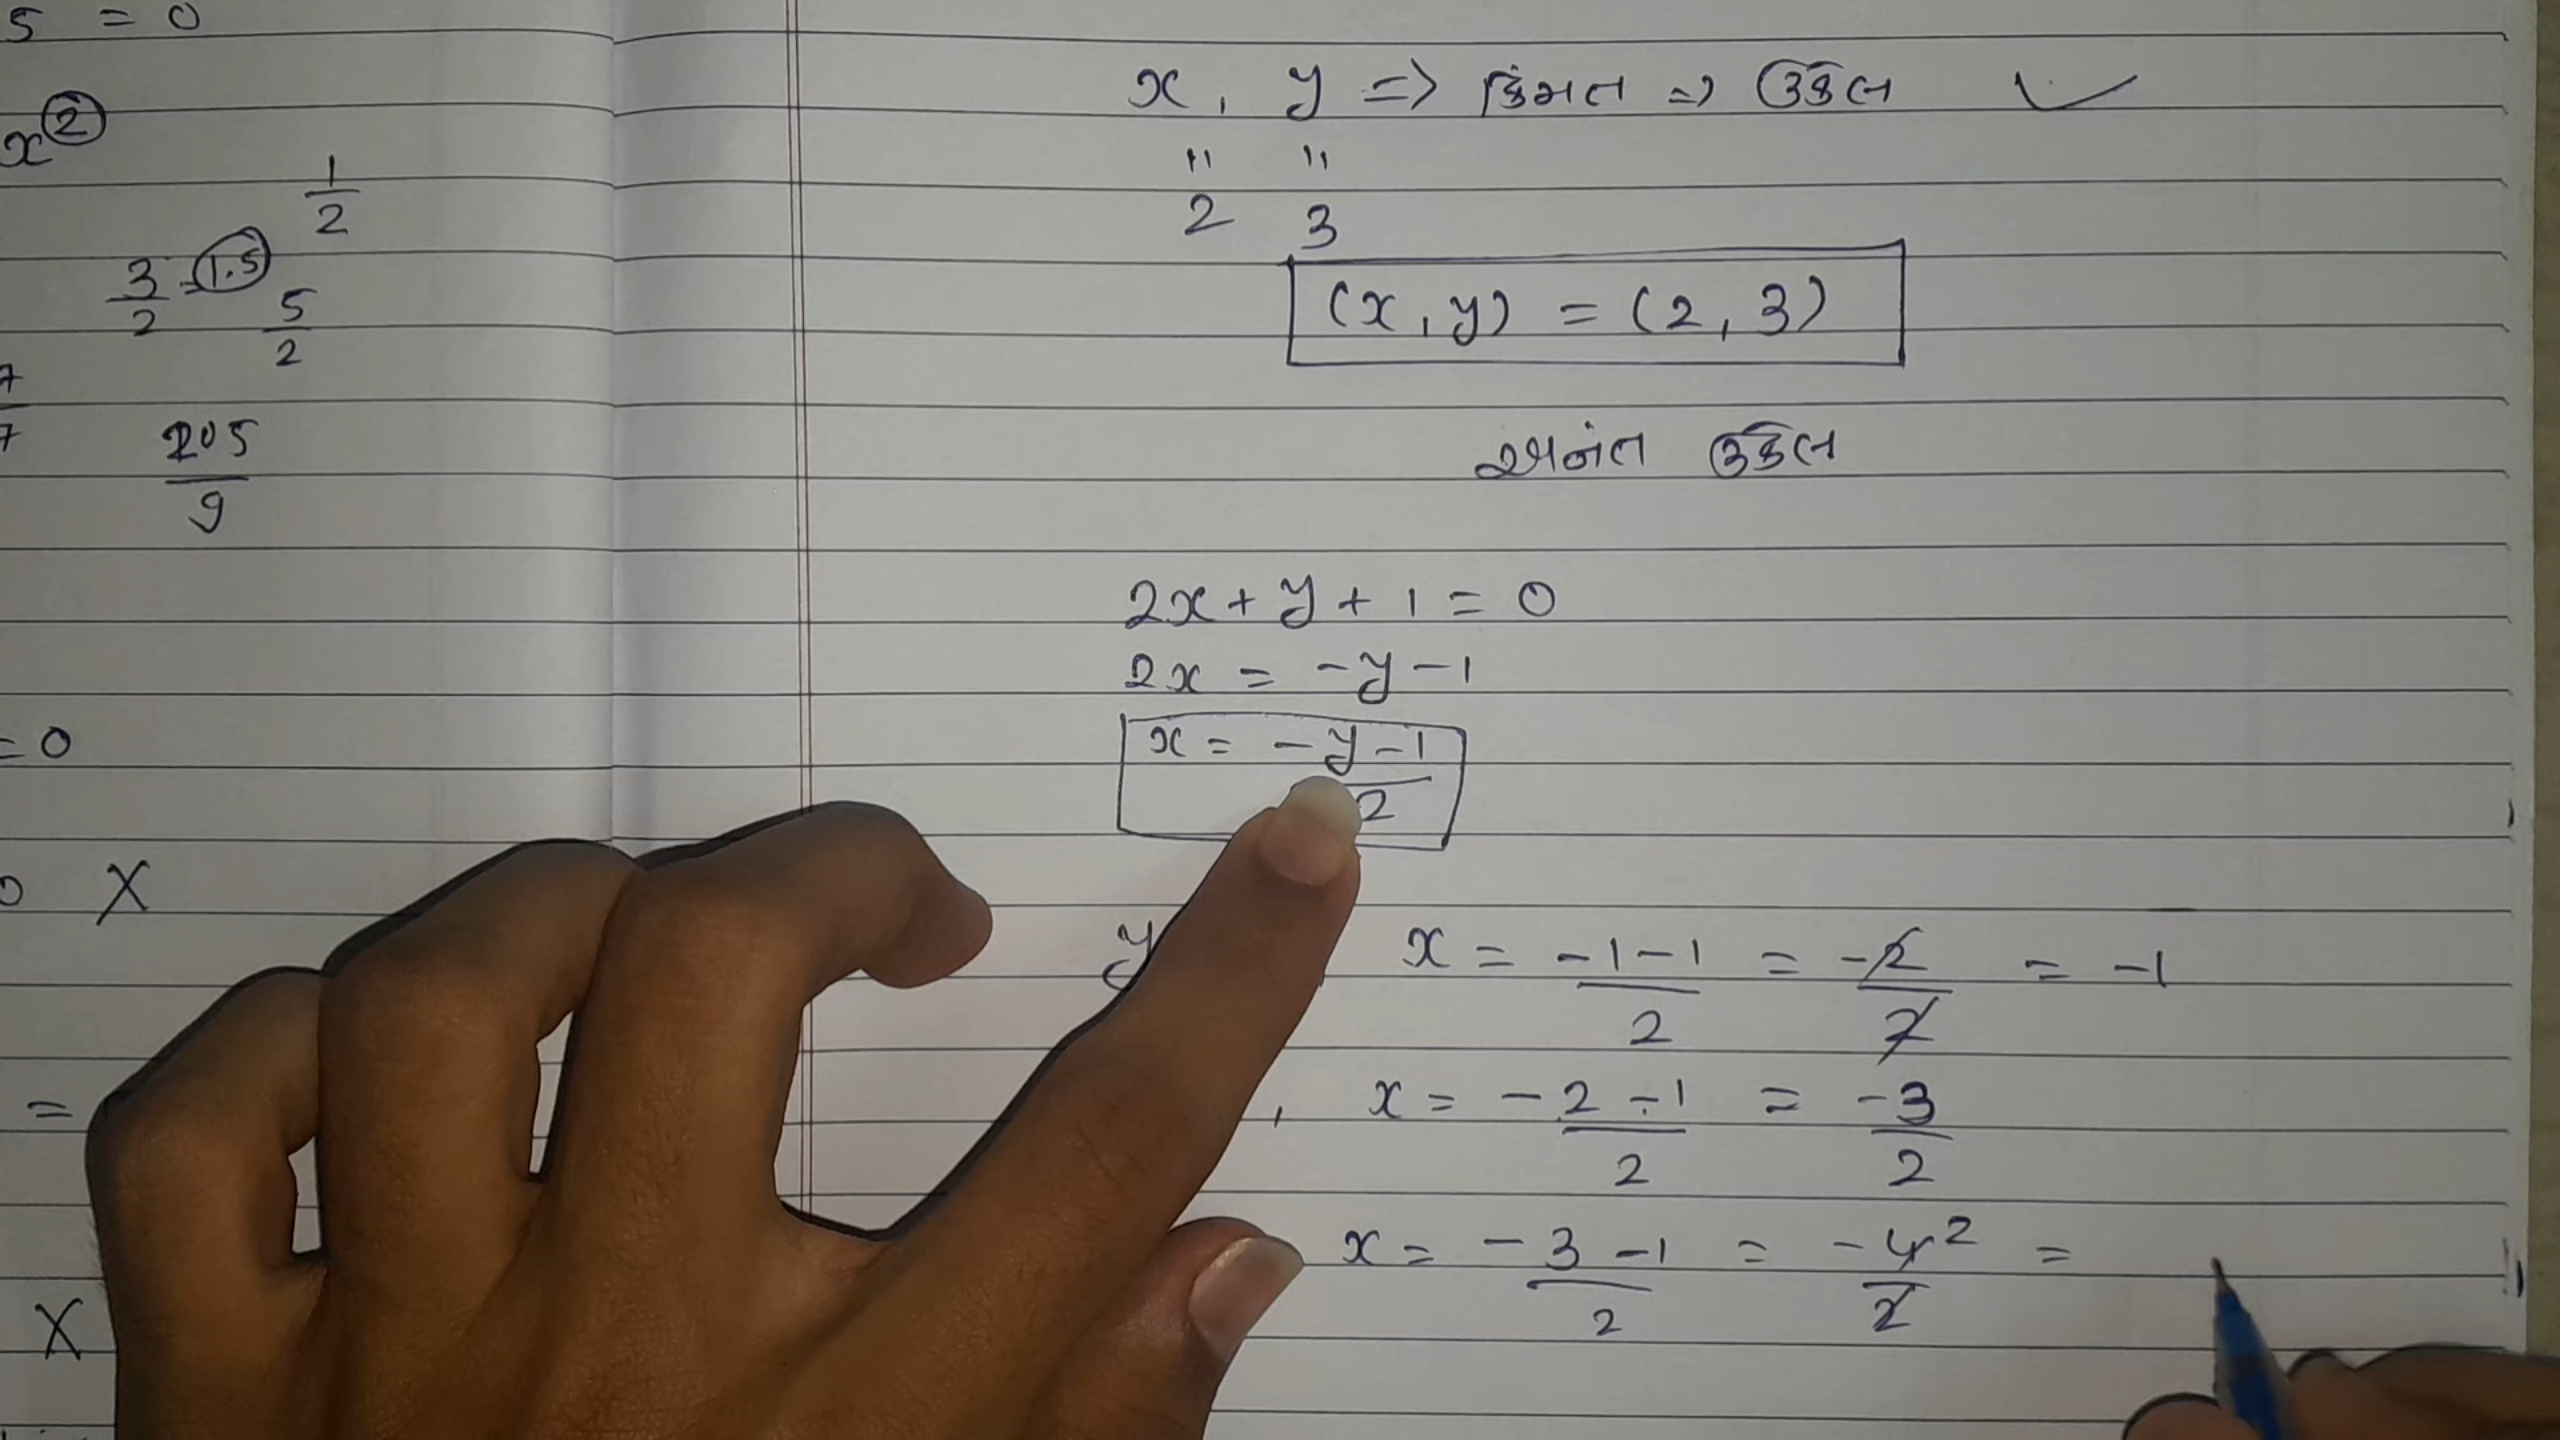 5 = 0
x²
1/2
3/2 = 1.5
5/2
7/7
205/9
= 0
0 X
=
X
x, y => કિંમત => ઉકેલ ✓
" "
2 3
(x, y) = (2, 3)
અનંત ઉકેલ
2x + y + 1 = 0
2x = -y - 1
x = -y - 1 / 2
y x = -1 - 1 / 2 = -2 / 2 = -1
, x = -2 - 1 / 2 = -3 / 2
x = -3 - 1 / 2 = -4² / 2 =